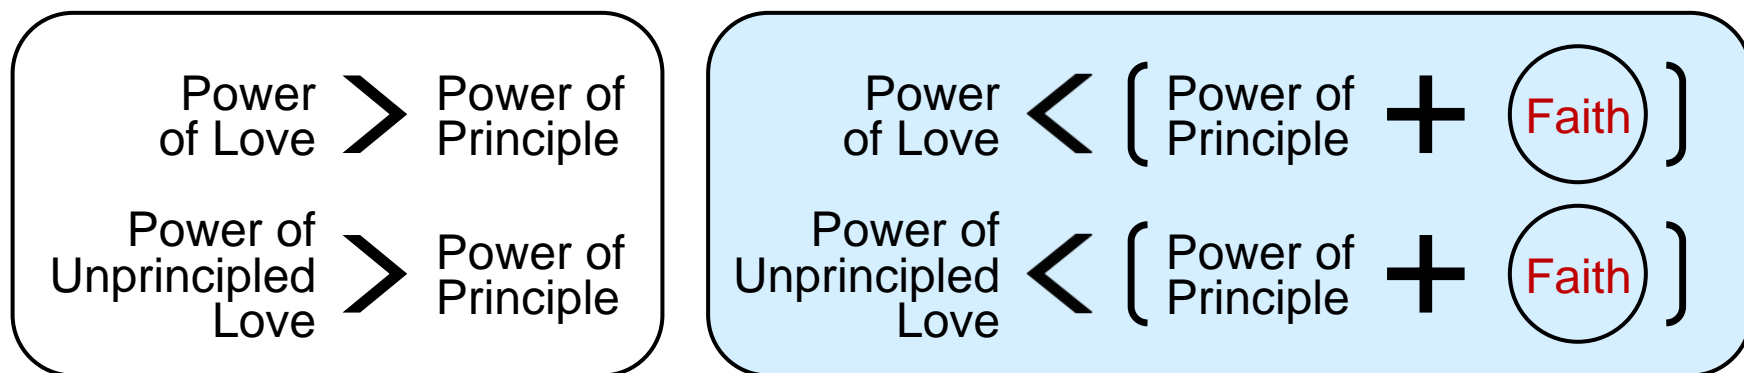 Power
of Love
>
Power of
Principle
Power of
Unprincipled
Love
>
Power of
Principle
Power
of Love
<
(
Power of
Principle
+
Faith
)
Power of
Unprincipled
Love
<
(
Power of
Principle
+
Faith
)